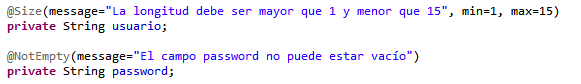 @Size(message="La longitud debe ser mayor que 1 y menor que 15", min=1, max=15)
private String usuario;
@NotEmpty(message="El campo password no puede estar vacío")
private String password;